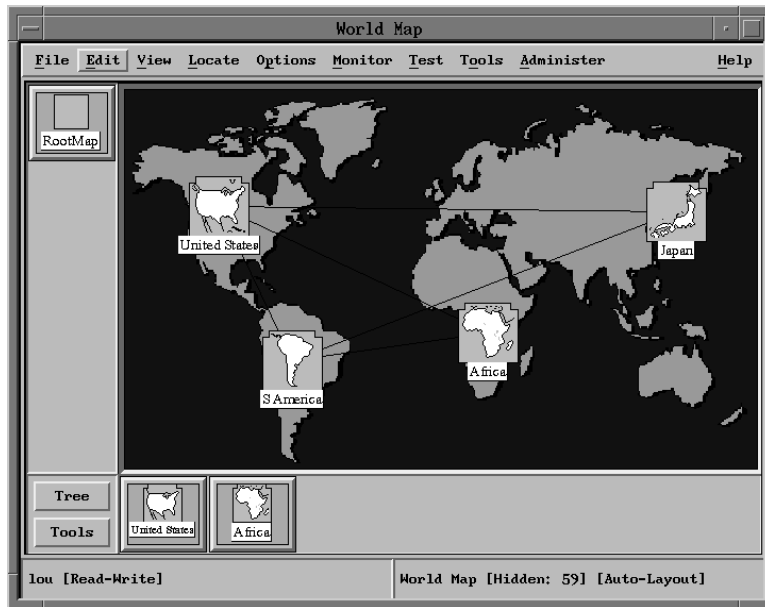 World Map
File Edit View Locate Options Monitor Test Tools Administer Help
RootMap
United States
Japan
S America
Africa
Tree
Tools
United States
Africa
lou [Read-Write]
World Map [Hidden: 59] [Auto-Layout]